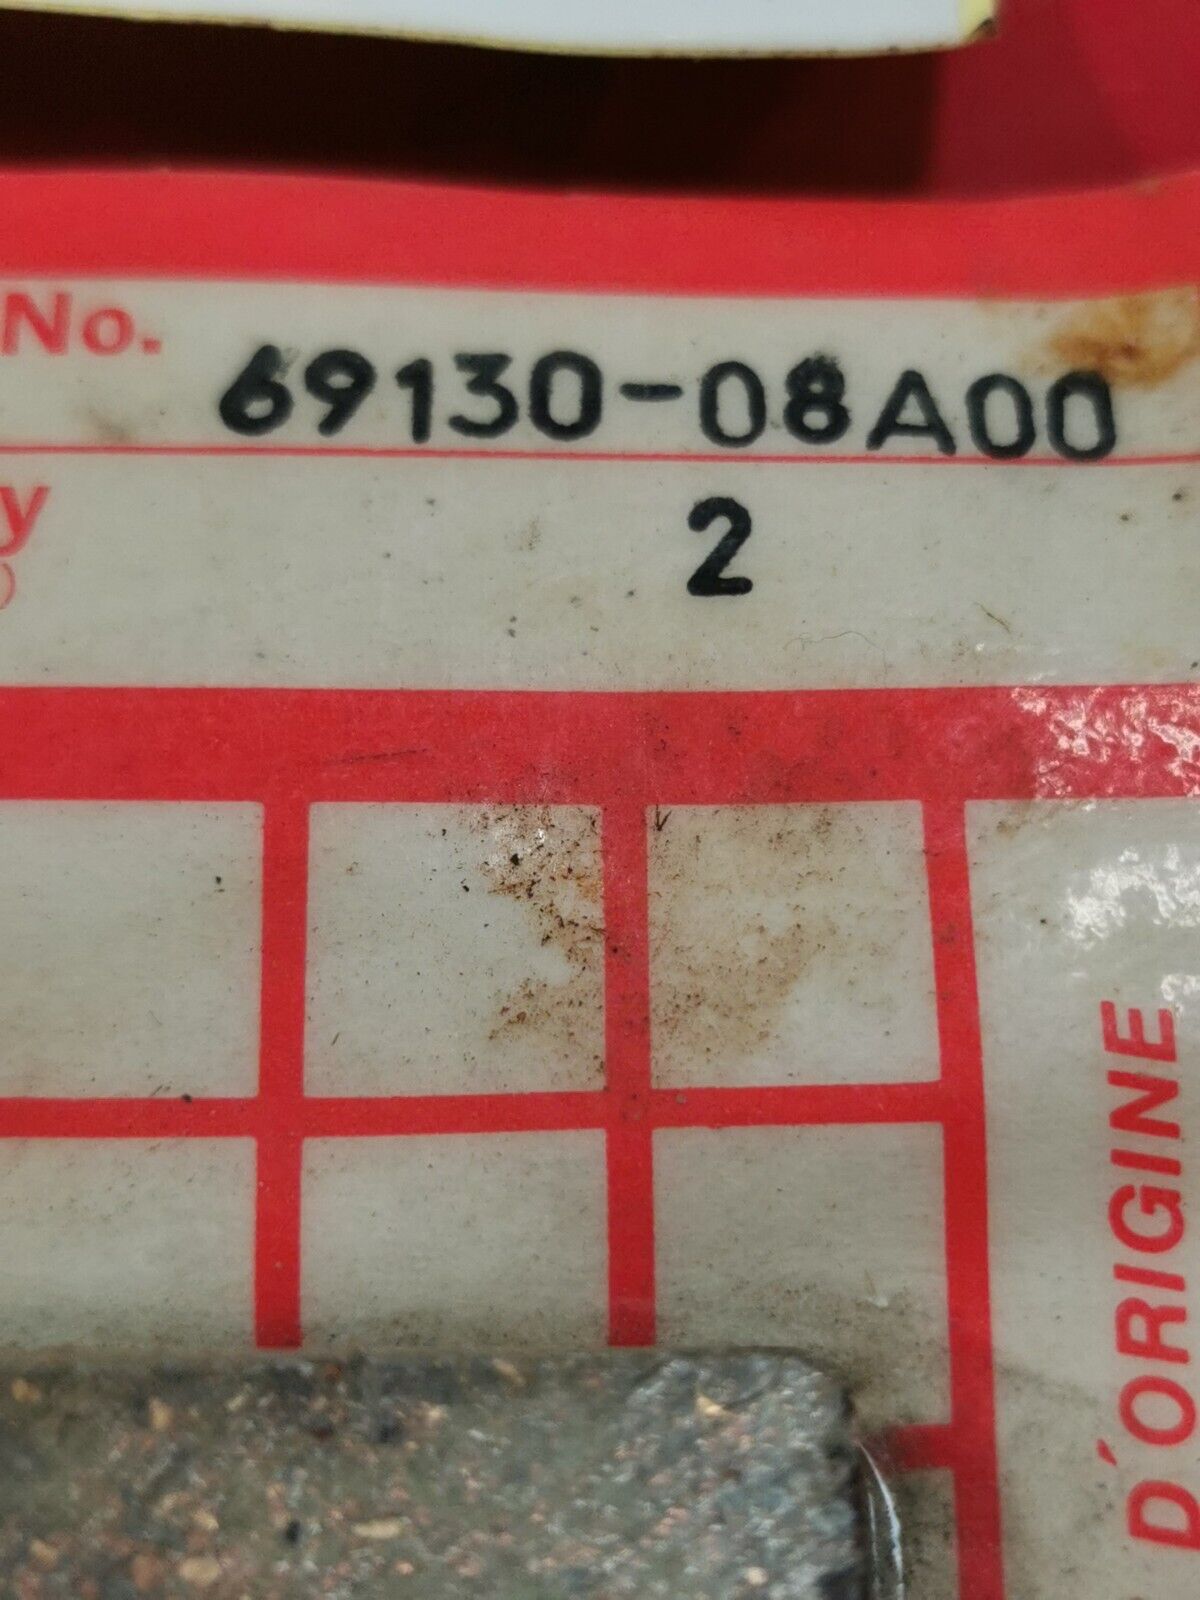 No. 69130-08A00
y 2
)
D'ORIGINE